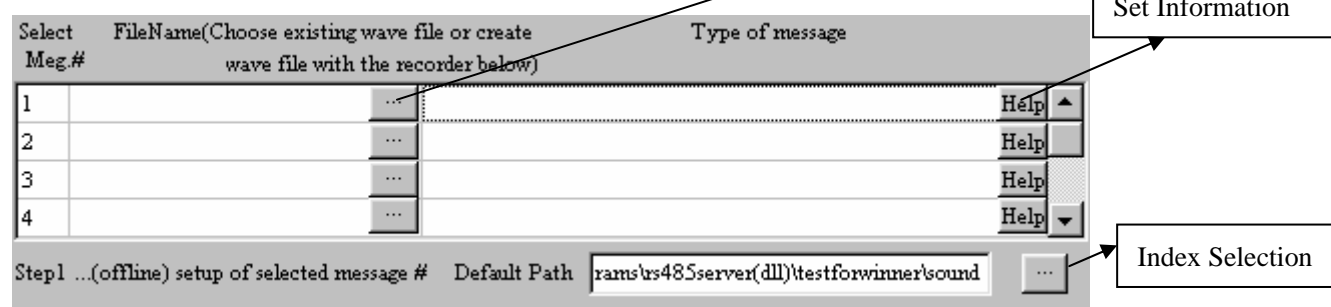 Set Information
Select FileName(Choose existing wave file or create Type of message
Meg.# wave file with the recorder below)
1 ... Help
2 ... Help
3 ... Help
4 ... Help
Step1 ...(offline) setup of selected message # Default Path rams\rs485server(dll)\testforwinner\sound ...
Index Selection